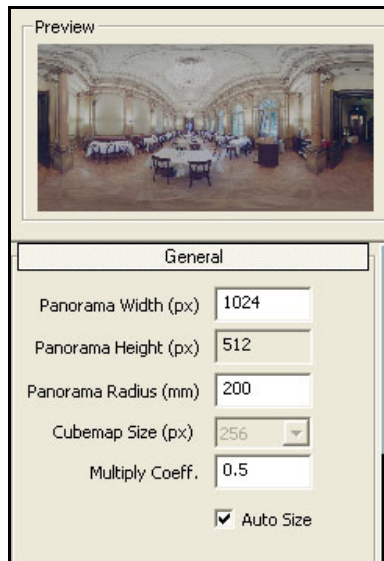 Preview
General
Panorama Width (px) 1024
Panorama Height (px) 512
Panorama Radius (mm) 200
Cubemap Size (px) 256
Multiply Coeff. 0.5
Auto Size